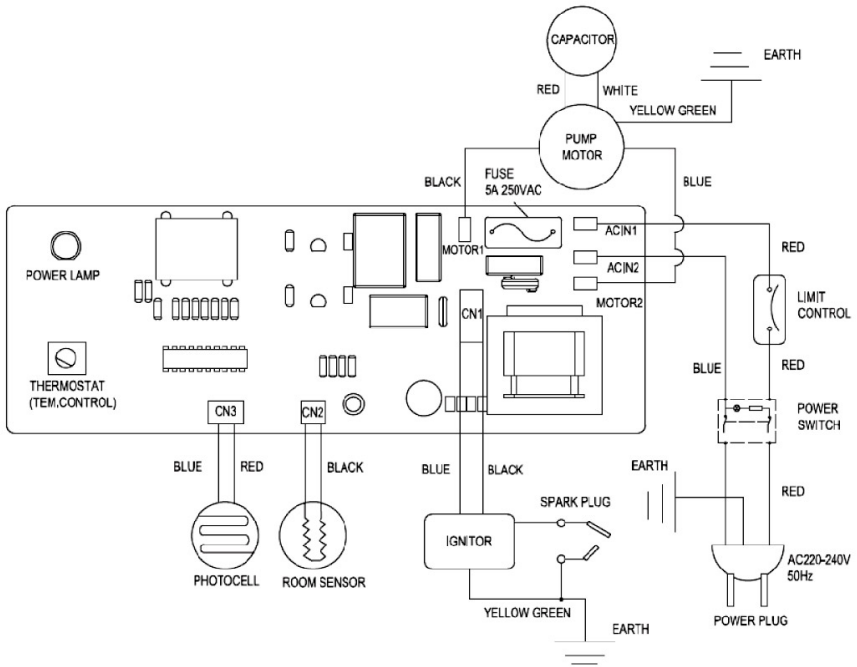 CAPACITOR
EARTH
RED
WHITE
YELLOW GREEN
PUMP
MOTOR
FUSE
5A 250VAC
BLACK
BLUE
MOTOR1
ACIN1
RED
POWER LAMP
ACIN2
MOTOR2
LIMIT
CONTROL
CN1
BLUE
RED
THERMOSTAT
(TEM.CONTROL)
POWER
SWITCH
CN3
CN2
BLUE
RED
BLACK
BLUE
BLACK
EARTH
RED
SPARK PLUG
IGNITOR
AC220-240V
50Hz
PHOTOCELL
ROOM SENSOR
YELLOW GREEN
POWER PLUG
EARTH